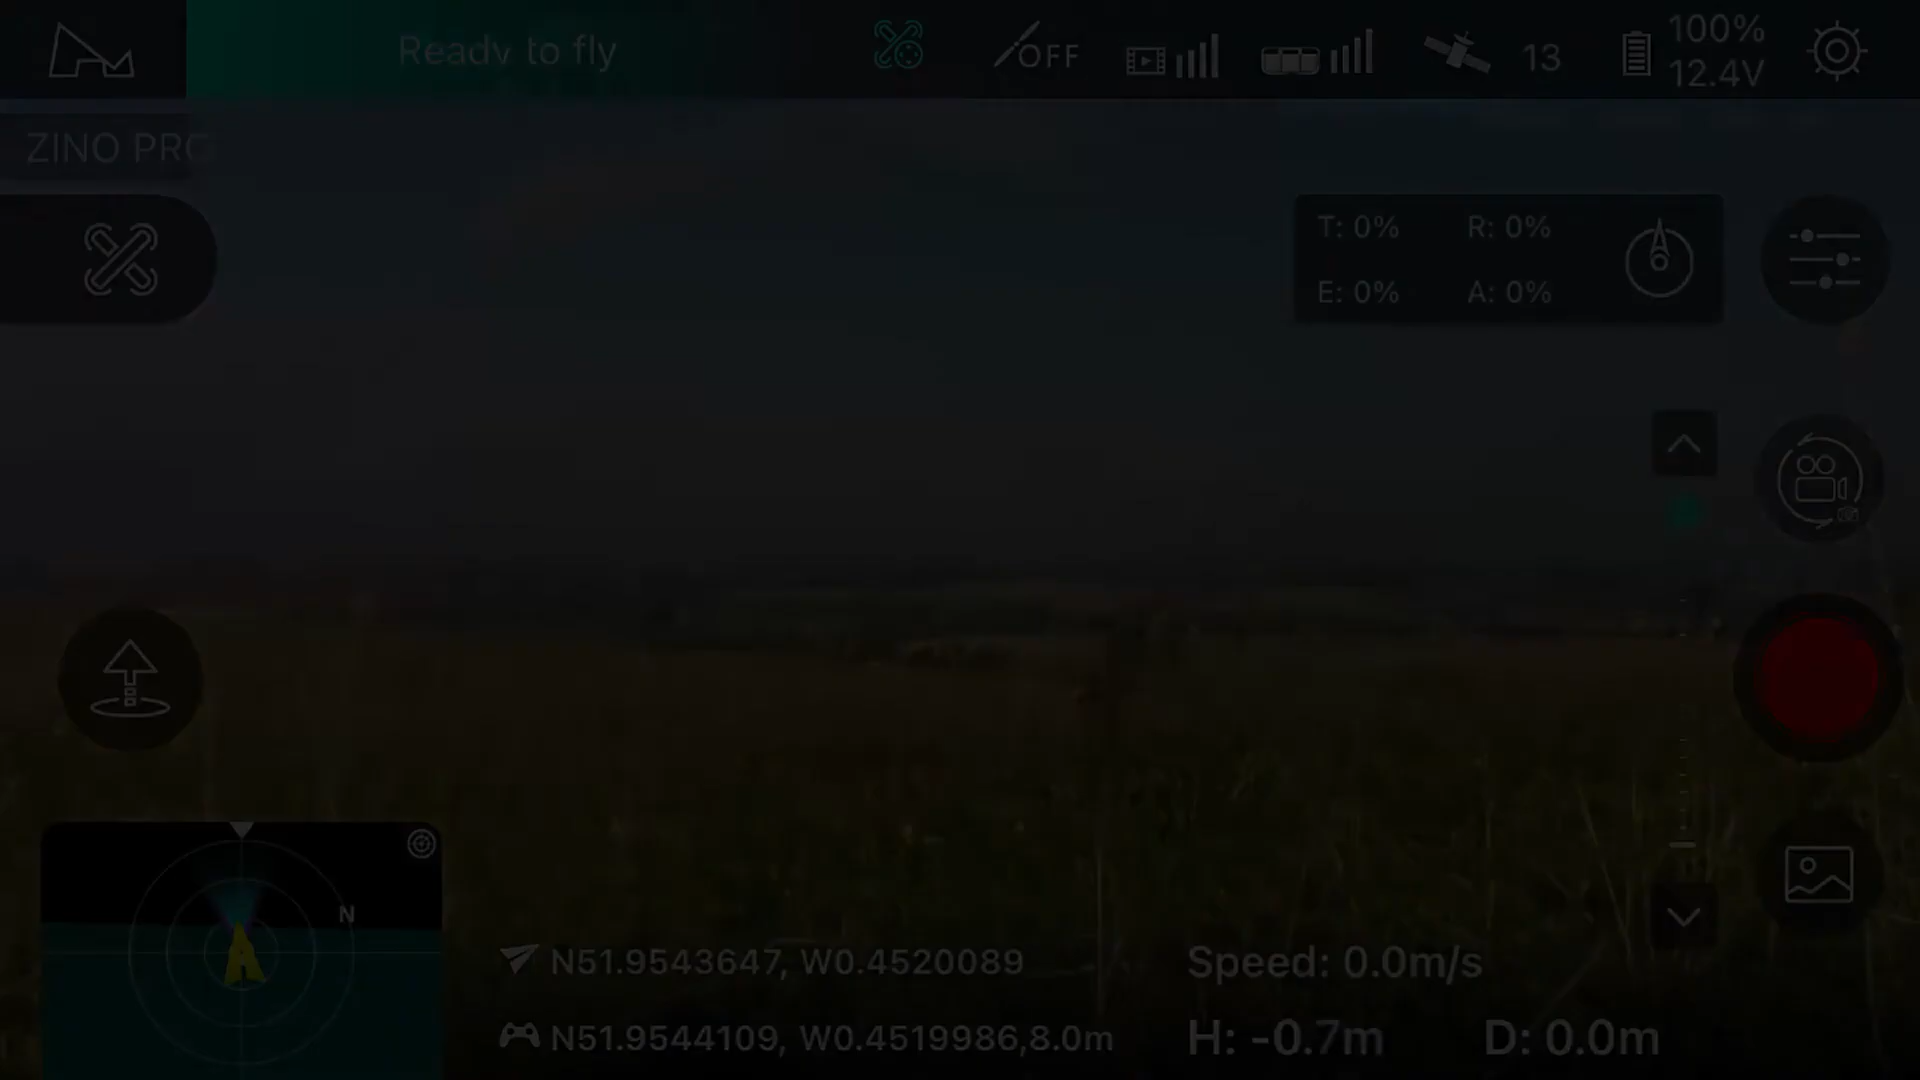 Ready to fly
OFF
13
100%
12.4V
ZINO PRO
T: 0% R: 0%
E: 0% A: 0%
N
N51.9543647, W0.4520089
Speed: 0.0m/s
N51.9544109, W0.4519986,8.0m
H: -0.7m D: 0.0m